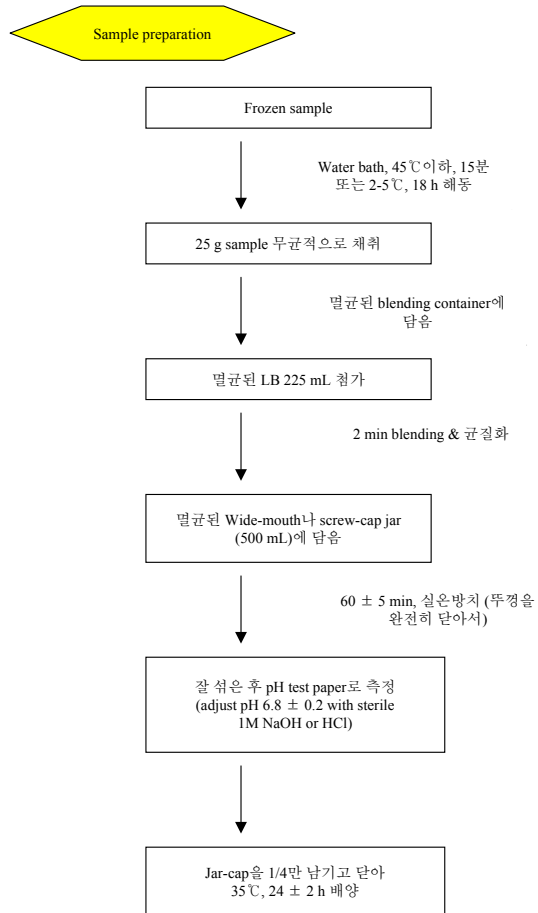 Sample preparation
Frozen sample
Water bath, 45℃이하, 15분
또는 2-5℃, 18 h 해동
25 g sample 무균적으로 채취
멸균된 blending container에
담음
멸균된 LB 225 mL 첨가
2 min blending & 균질화
멸균된 Wide-mouth나 screw-cap jar
(500 mL)에 담음
60 ± 5 min, 실온방치 (뚜껑을
완전히 닫아서)
잘 섞은 후 pH test paper로 측정
(adjust pH 6.8 ± 0.2 with sterile
1M NaOH or HCl)
Jar-cap을 1/4만 남기고 닫아
35℃, 24 ± 2 h 배양